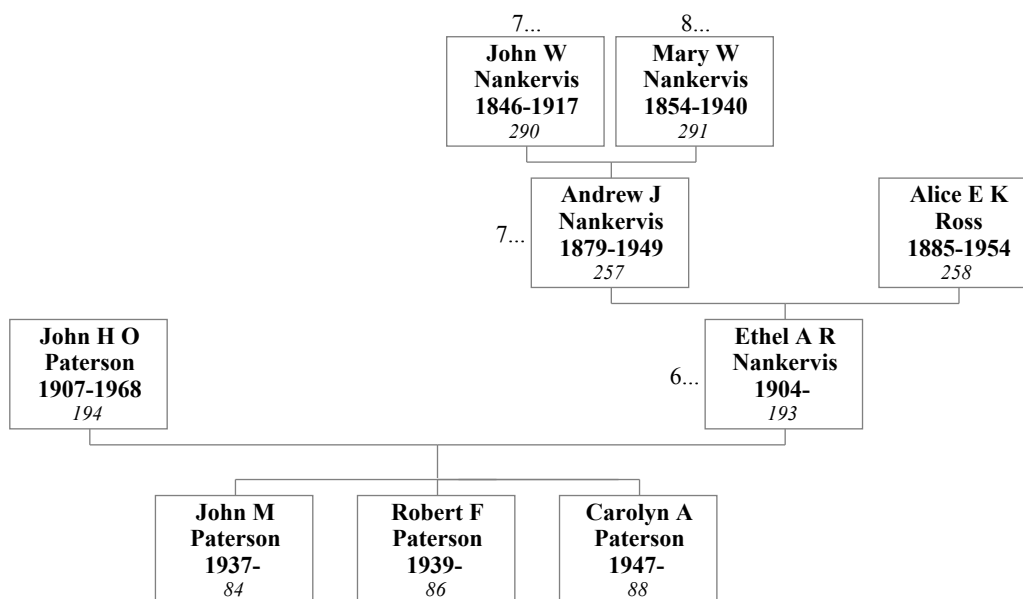 7...
8...
John W
Nankervis
1846-1917
290
Mary W
Nankervis
1854-1940
291
7...
Andrew J
Nankervis
1879-1949
257
Alice E K
Ross
1885-1954
258
John H O
Paterson
1907-1968
194
6...
Ethel A R
Nankervis
1904-
193
John M
Paterson
1937-
84
Robert F
Paterson
1939-
86
Carolyn A
Paterson
1947-
88